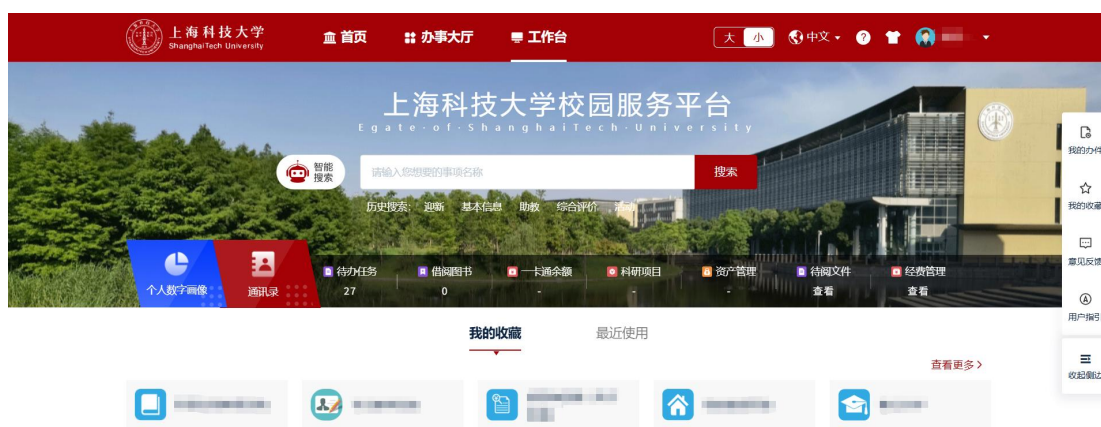 上海科技大学
ShanghaiTech University
首页
办事大厅
工作台
大 小
中文
?
上海科技大学校园服务平台
Egate-of-ShanghaiTech-University
智能
搜索
请输入您想要的事项名称
搜索
历史搜索: 迎新 基本信息 助教 综合评价 活动
个人数字画像
通讯录
待办任务
27
借阅图书
0
一卡通余额
-
科研项目
-
资产管理
-
待阅文件
查看
经费管理
查看
我的办件
我的收藏
意见反馈
用户指引
收起侧边
我的收藏
最近使用
查看更多